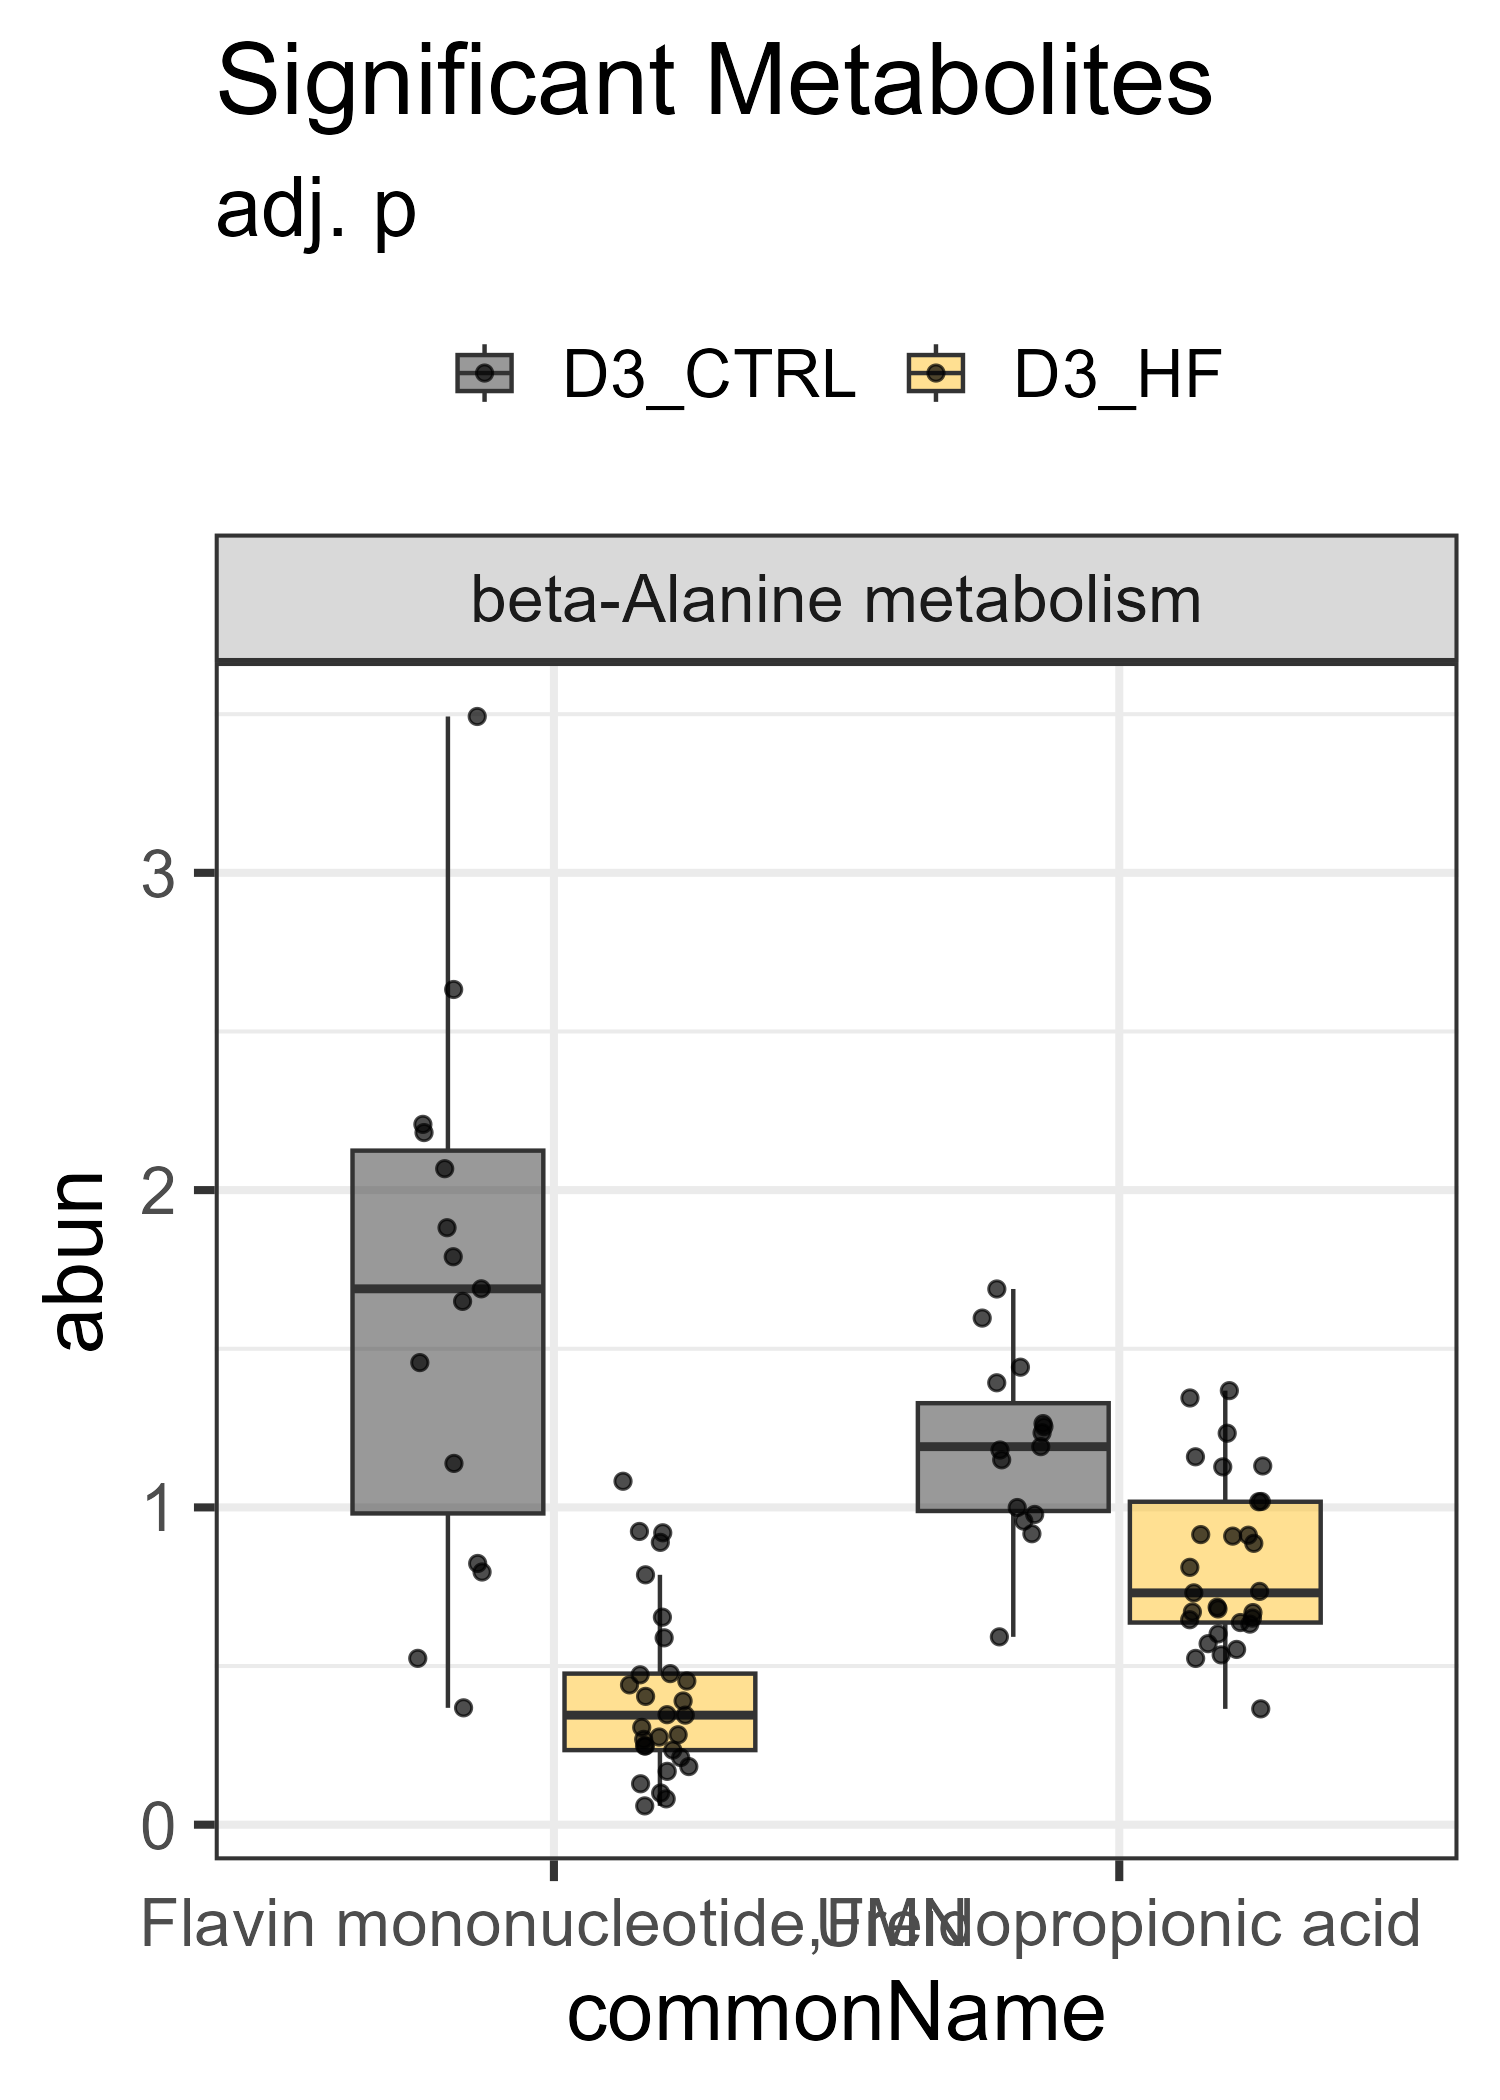 Significant Metabolites
adj. p
D3_CTRL D3_HF
beta-Alanine metabolism
3
2
1
0
abun
Flavin mononucleotide, FMN Ureidopropionic acid
commonName